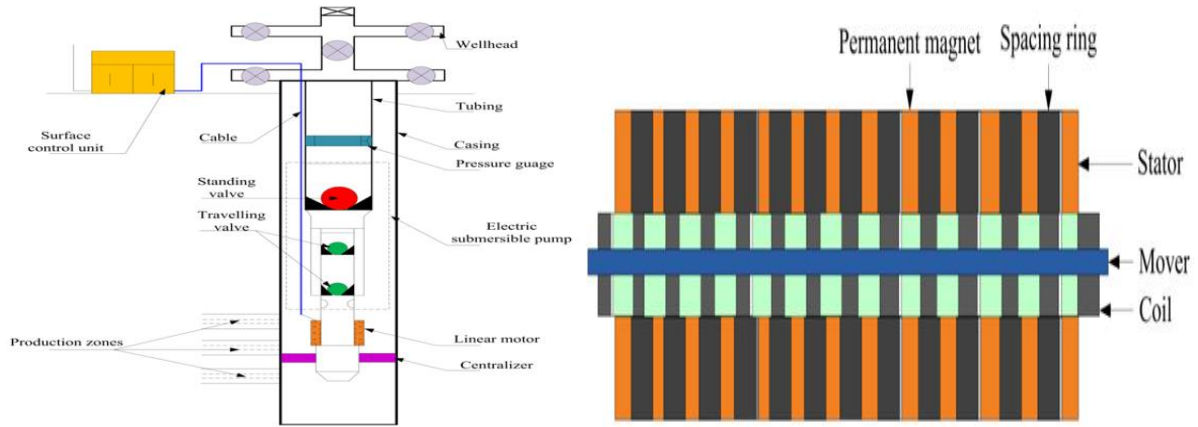 Wellhead
Tubing
Surface
control unit
Cable
Casing
Pressure guage
Standing
valve
Travelling
valve
Electric
submersible pump
Production zones
Linear motor
Centralizer
Permanent magnet
Spacing ring
Stator
Mover
Coil